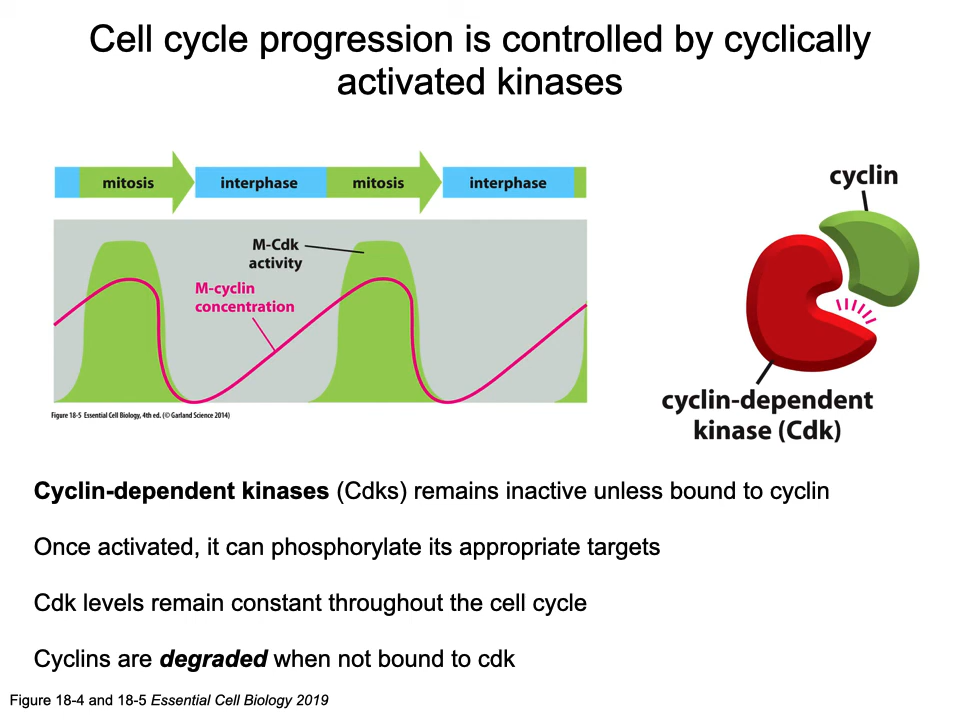 Cell cycle progression is controlled by cyclically
activated kinases
mitosis
interphase
mitosis
interphase
M-Cdk
activity
M-cyclin
concentration
Figure 18-5 Essential Cell Biology, 4th ed. (© Garland Science 2014)
cyclin
cyclin-dependent
kinase (Cdk)
Cyclin-dependent kinases (Cdks) remains inactive unless bound to cyclin
Once activated, it can phosphorylate its appropriate targets
Cdk levels remain constant throughout the cell cycle
Cyclins are degraded when not bound to cdk
Figure 18-4 and 18-5 Essential Cell Biology 2019